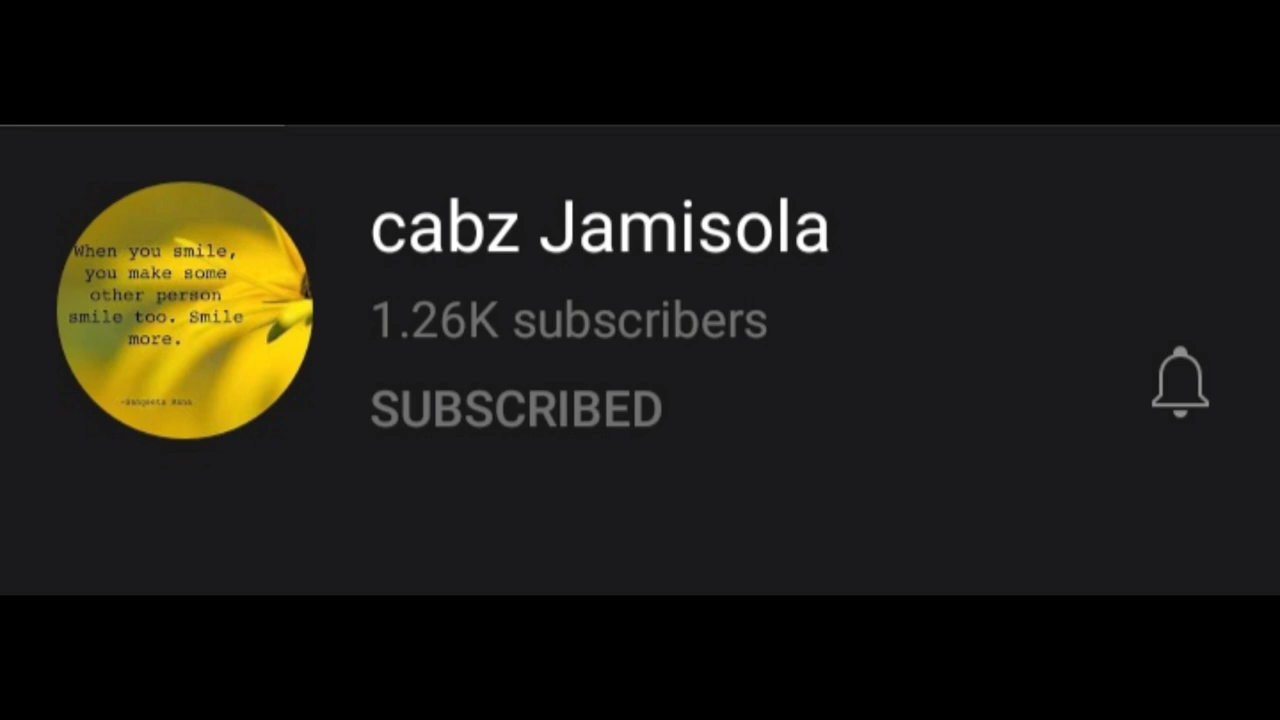 When you smile,
you make some
other person
smile too. Smile
more.
cabz Jamisola
1.26K subscribers
SUBSCRIBED